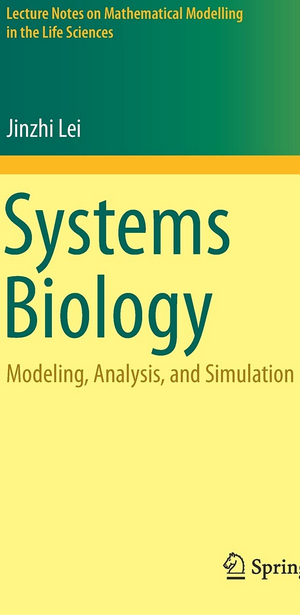 Lecture Notes on Mathematical Modelling
in the Life Sciences
Jinzhi Lei
Systems
Biology
Modeling, Analysis, and Simulation
Spring